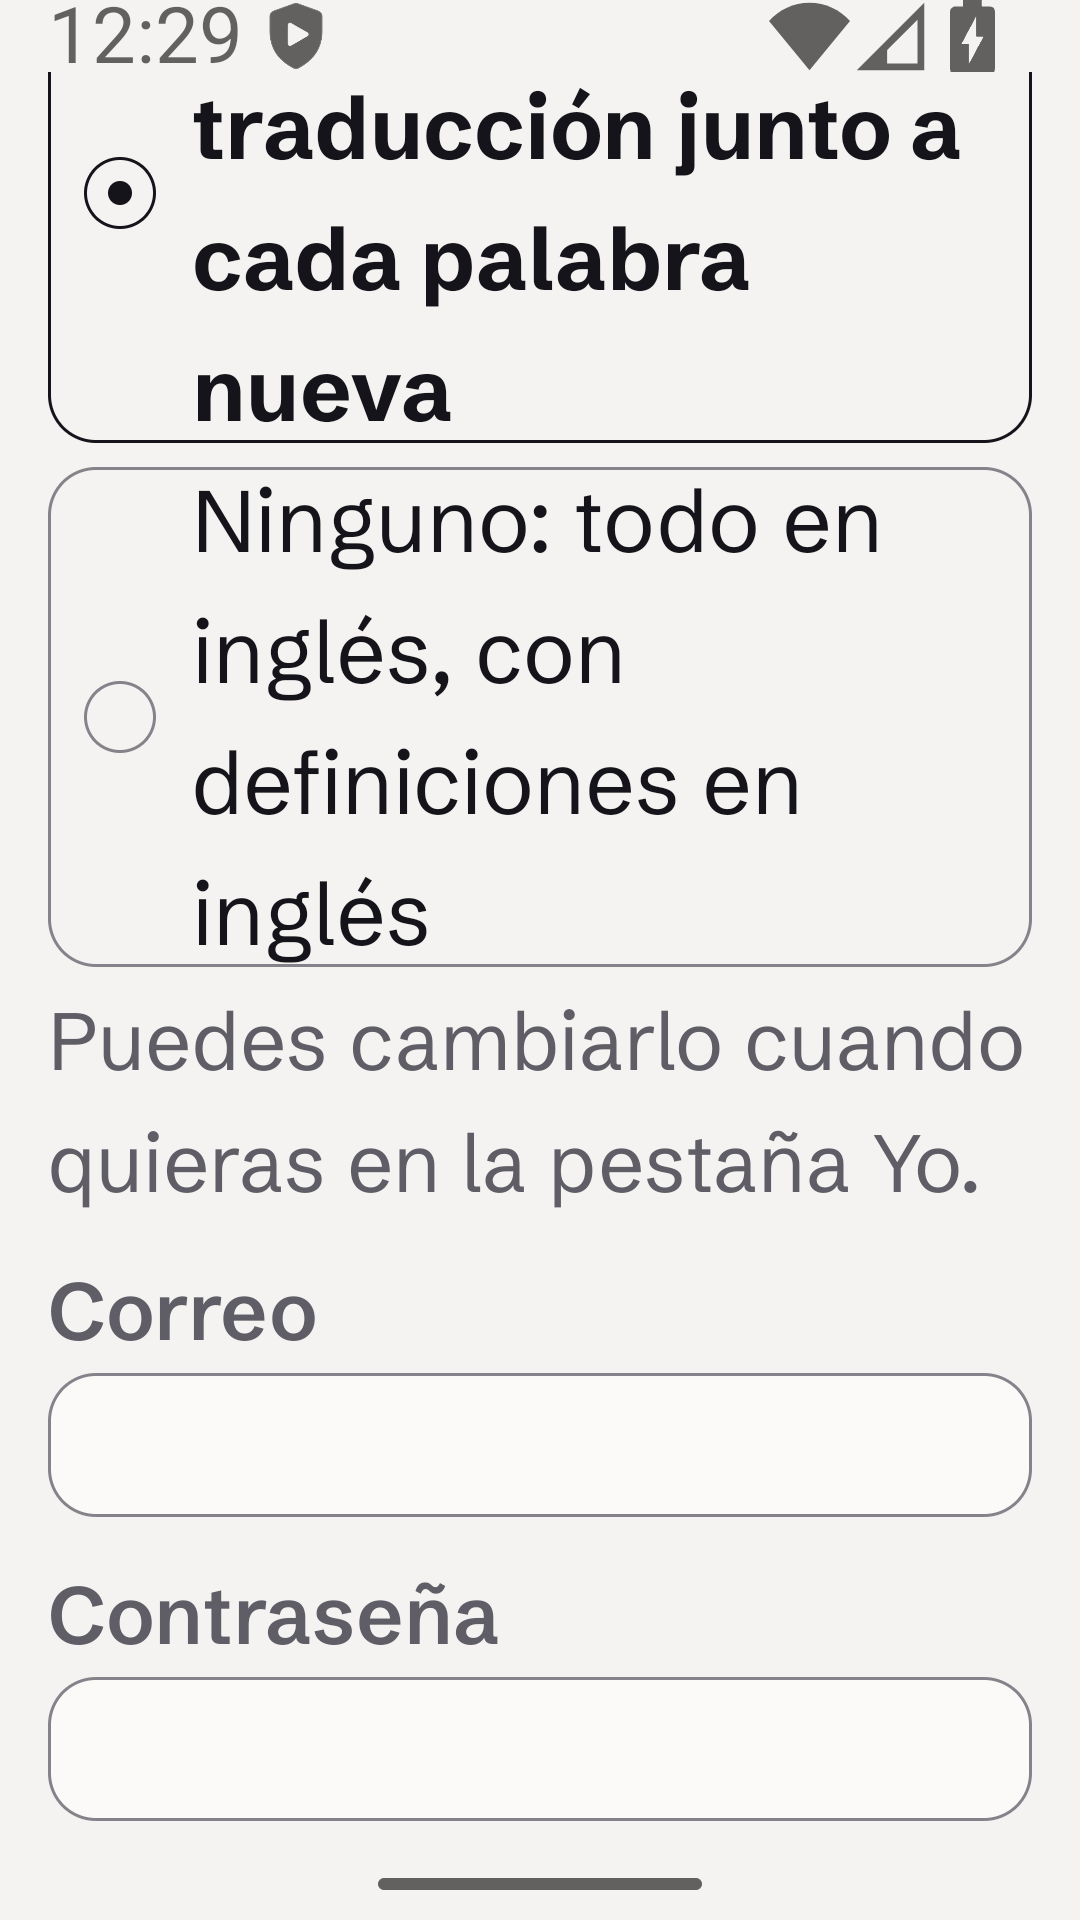 12:29
traducción junto a
cada palabra
nueva
Ninguno: todo en
inglés, con
definiciones en
inglés
Puedes cambiarlo cuando
quieras en la pestaña Yo.
Correo
Contraseña